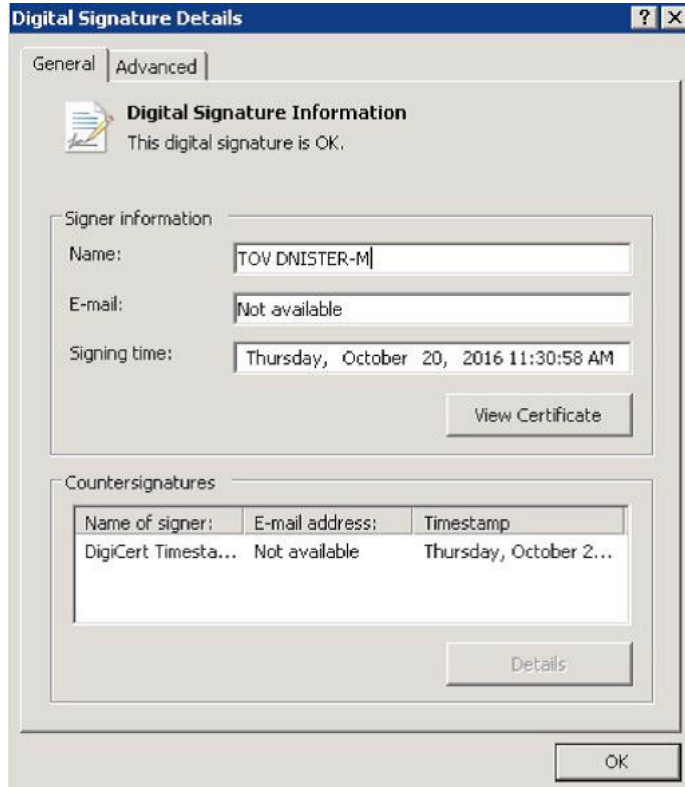 Digital Signature Details
General Advanced
Digital Signature Information
This digital signature is OK.
Signer information
Name: TOV DNISTER-M
E-mail: Not available
Signing time: Thursday, October 20, 2016 11:30:58 AM
View Certificate
Countersignatures
Name of signer: E-mail address: Timestamp
DigiCert Timesta... Not available Thursday, October 2...
Details
OK